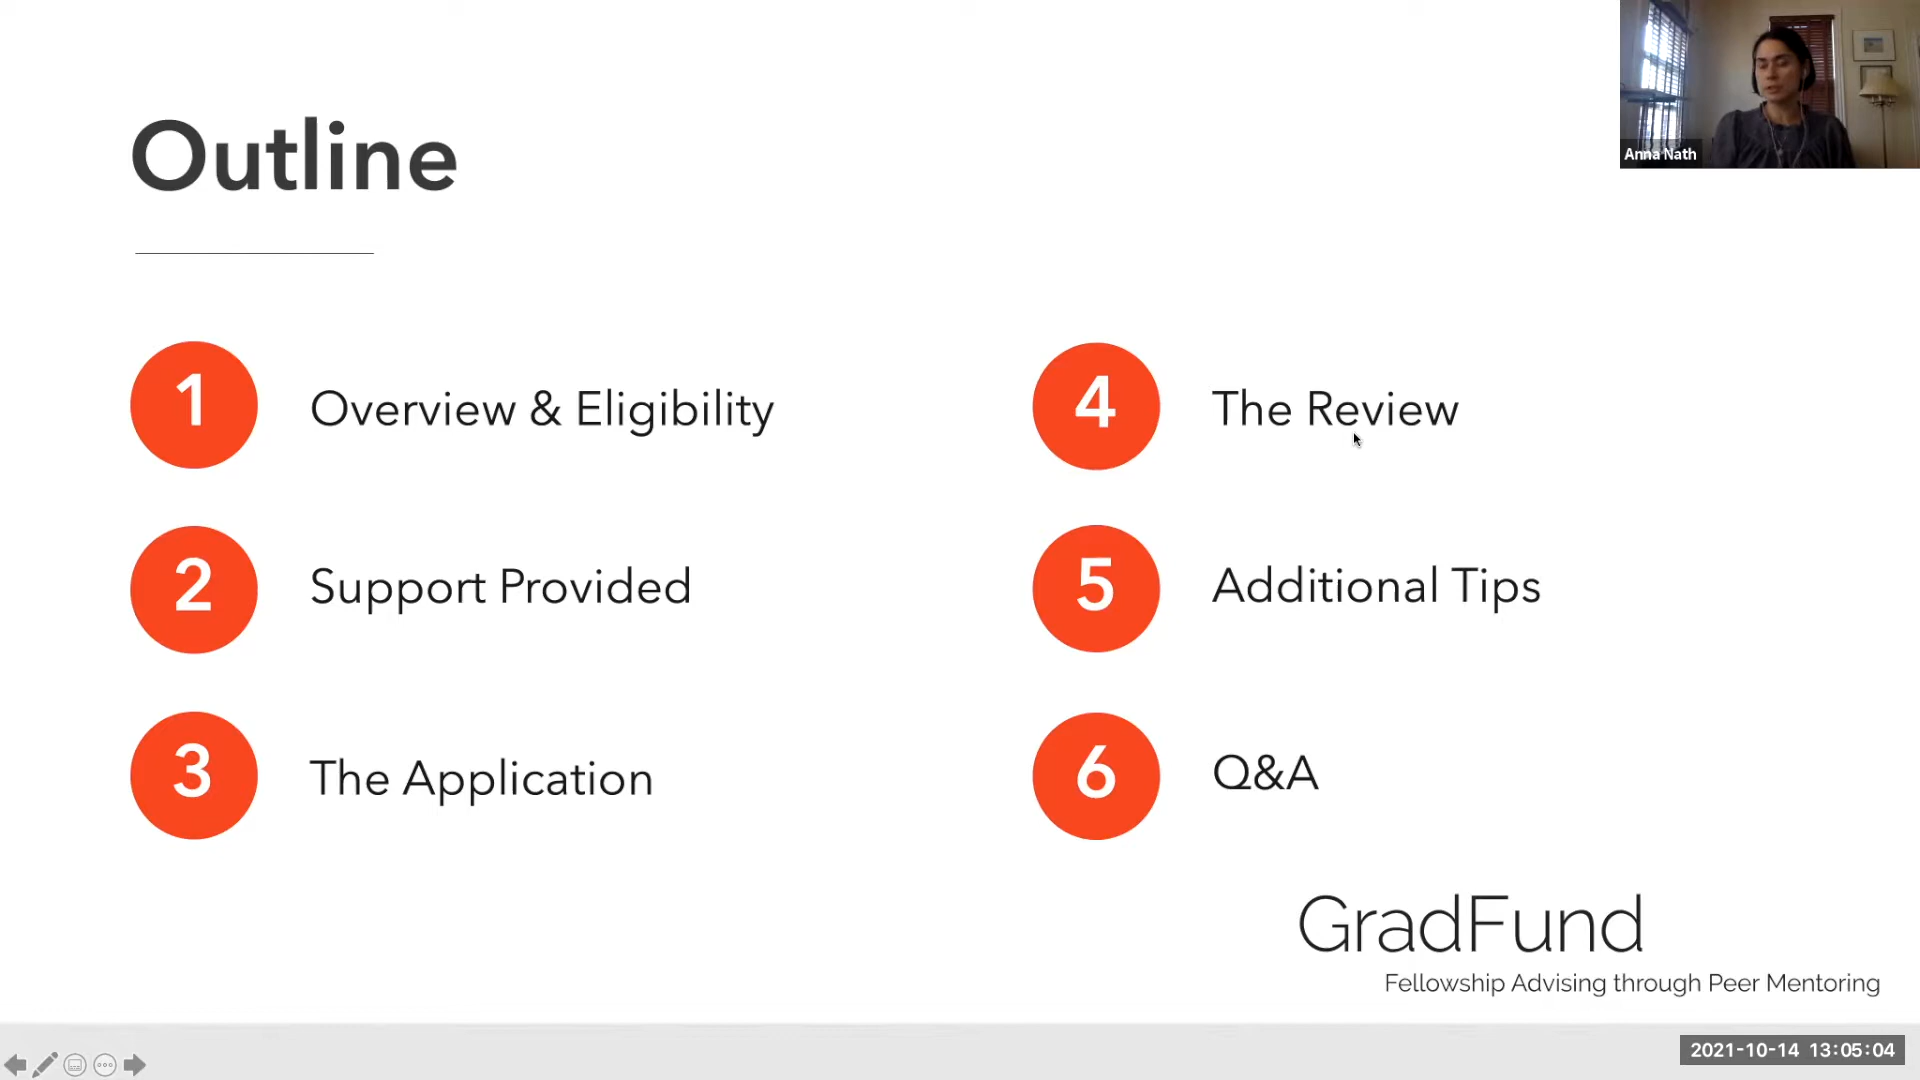 Anna Nath
Outline
1 Overview & Eligibility
2 Support Provided
3 The Application
4 The Review
5 Additional Tips
6 Q&A
GradFund
Fellowship Advising through Peer Mentoring
2021-10-14 13:05:04